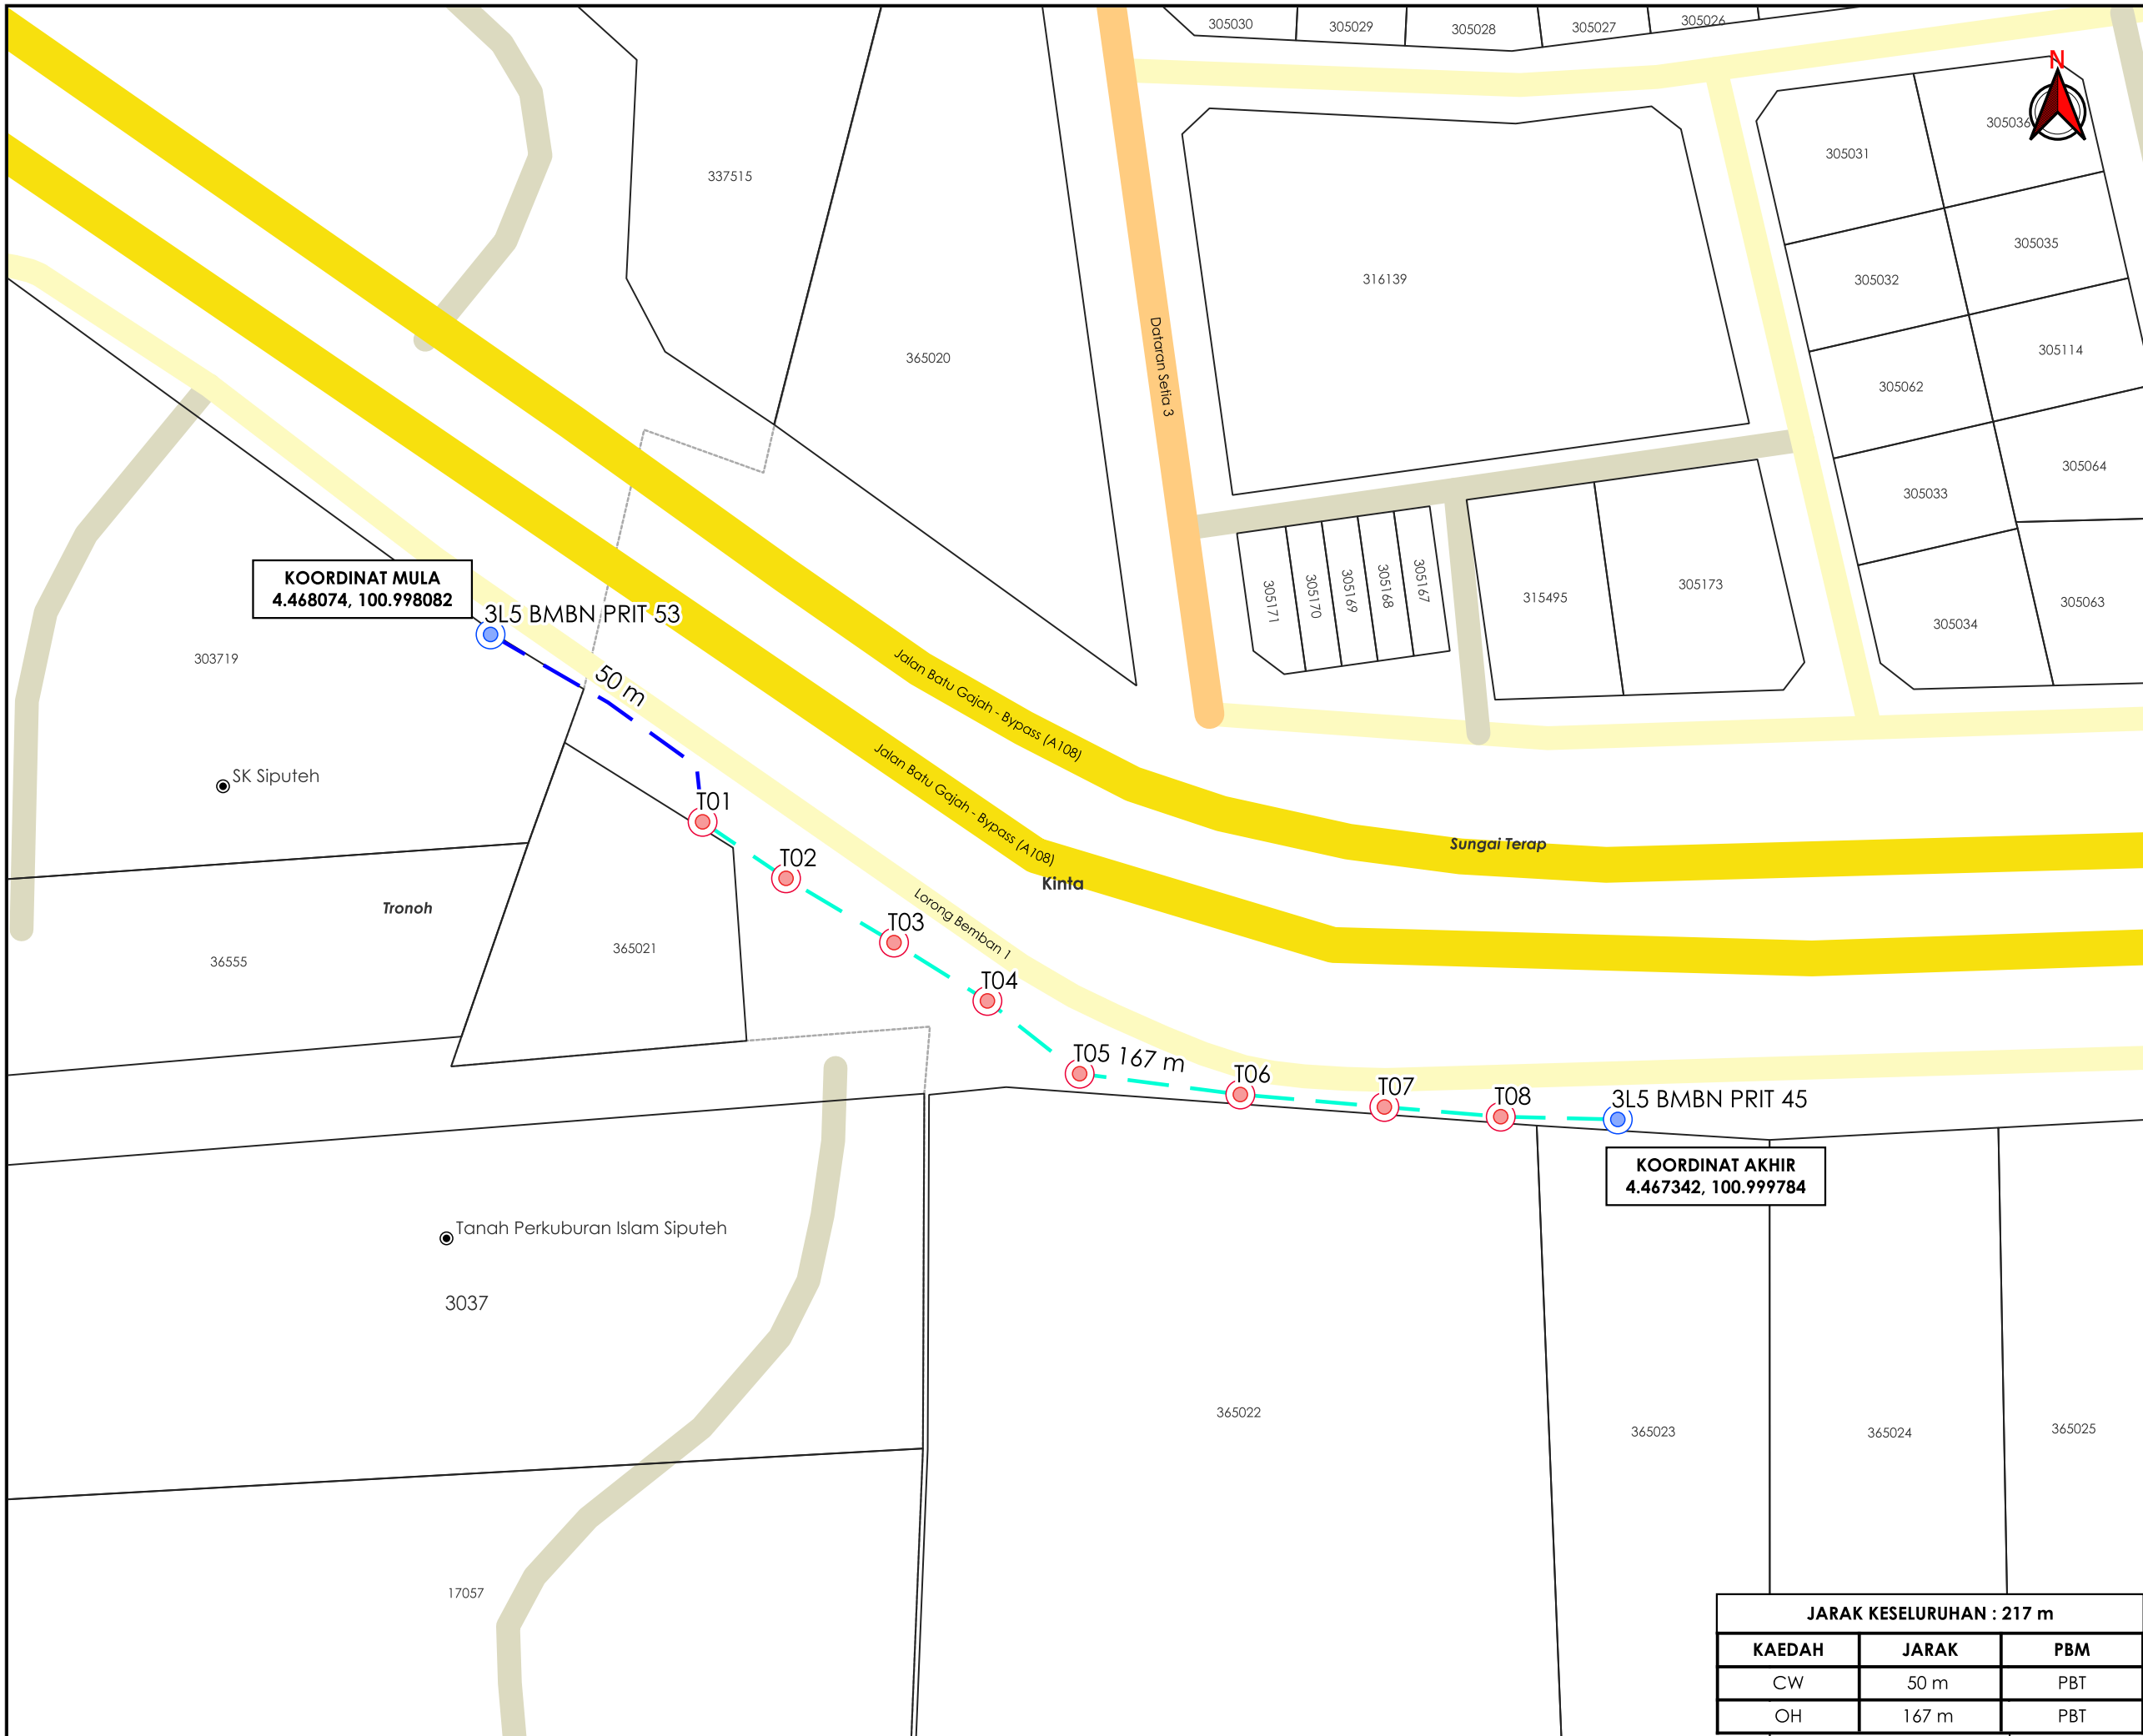 305030
305029
305028
305027
305026
N
337515
305031
305036
316139
305035
305032
365020
Dataran Setia 3
305114
305062
305064
305033
KOORDINAT MULA
4.468074, 100.998082
3L5 BMBN PRIT 53
305171
305170
305169
305168
305167
315495
305173
305063
305034
303719
50 m
Jalan Batu Gajah - Bypass (A108)
Jalan Batu Gajah - Bypass (A108)
SK Siputeh
T01
Sungai Terap
T02
Kinta
Tronoh
Lorong Bemban 1
T03
36555
365021
T04
T05
167 m
T06
T07
T08
3L5 BMBN PRIT 45
KOORDINAT AKHIR
4.467342, 100.999784
Tanah Perkuburan Islam Siputeh
3037
365022
365023
365024
365025
17057
JARAK KESELURUHAN : 217 m
KAEDAH JARAK PBM
CW 50 m PBT
OH 167 m PBT